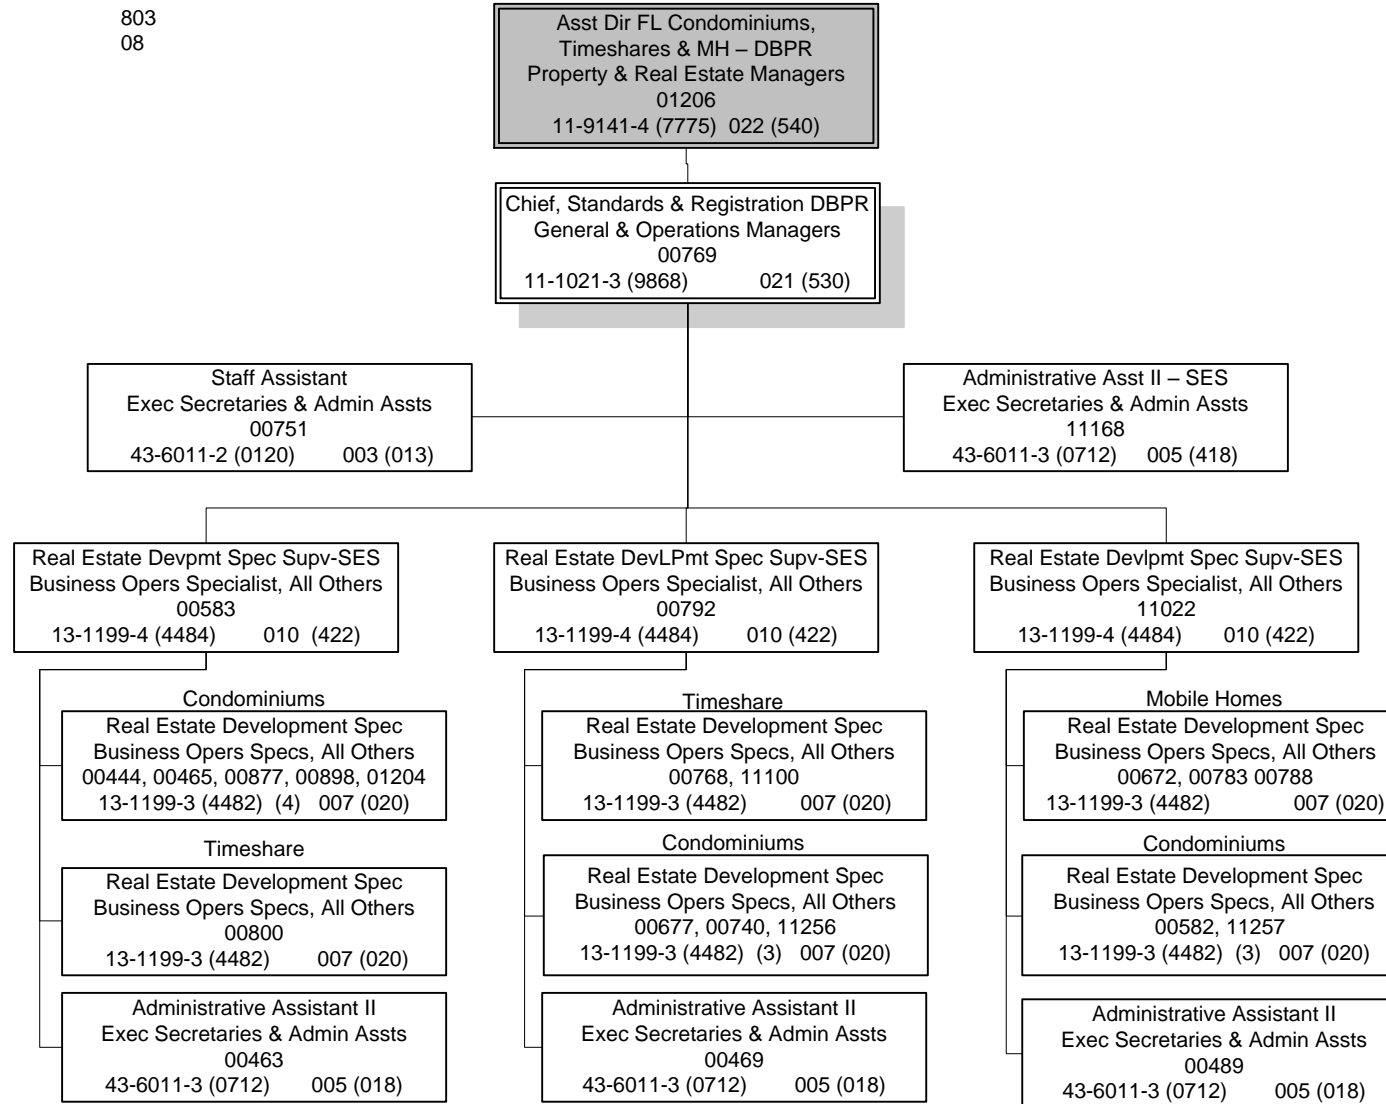 803
08
Asst Dir FL Condominiums,
Timeshares & MH – DBPR
Property & Real Estate Managers
01206
11-9141-4 (7775) 022 (540)
Chief, Standards & Registration DBPR
General & Operations Managers
00769
11-1021-3 (9868) 021 (530)
Staff Assistant
Exec Secretaries & Admin Assts
00751
43-6011-2 (0120) 003 (013)
Administrative Asst II – SES
Exec Secretaries & Admin Assts
11168
43-6011-3 (0712) 005 (418)
Real Estate Devpmt Spec Supv-SES
Business Opers Specialist, All Others
00583
13-1199-4 (4484) 010 (422)
Condominiums
Real Estate Development Spec
Business Opers Specs, All Others
00444, 00465, 00877, 00898, 01204
13-1199-3 (4482) (4) 007 (020)
Timeshare
Real Estate Development Spec
Business Opers Specs, All Others
00800
13-1199-3 (4482) 007 (020)
Administrative Assistant II
Exec Secretaries & Admin Assts
00463
43-6011-3 (0712) 005 (018)
Real Estate DevLPmt Spec Supv-SES
Business Opers Specialist, All Others
00792
13-1199-4 (4484) 010 (422)
Timeshare
Real Estate Development Spec
Business Opers Specs, All Others
00768, 11100
13-1199-3 (4482) 007 (020)
Condominiums
Real Estate Development Spec
Business Opers Specs, All Others
00677, 00740, 11256
13-1199-3 (4482) (3) 007 (020)
Administrative Assistant II
Exec Secretaries & Admin Assts
00469
43-6011-3 (0712) 005 (018)
Real Estate Devlpmt Spec Supv-SES
Business Opers Specialist, All Others
11022
13-1199-4 (4484) 010 (422)
Mobile Homes
Real Estate Development Spec
Business Opers Specs, All Others
00672, 00783 00788
13-1199-3 (4482) 007 (020)
Condominiums
Real Estate Development Spec
Business Opers Specs, All Others
00582, 11257
13-1199-3 (4482) (3) 007 (020)
Administrative Assistant II
Exec Secretaries & Admin Assts
00489
43-6011-3 (0712) 005 (018)